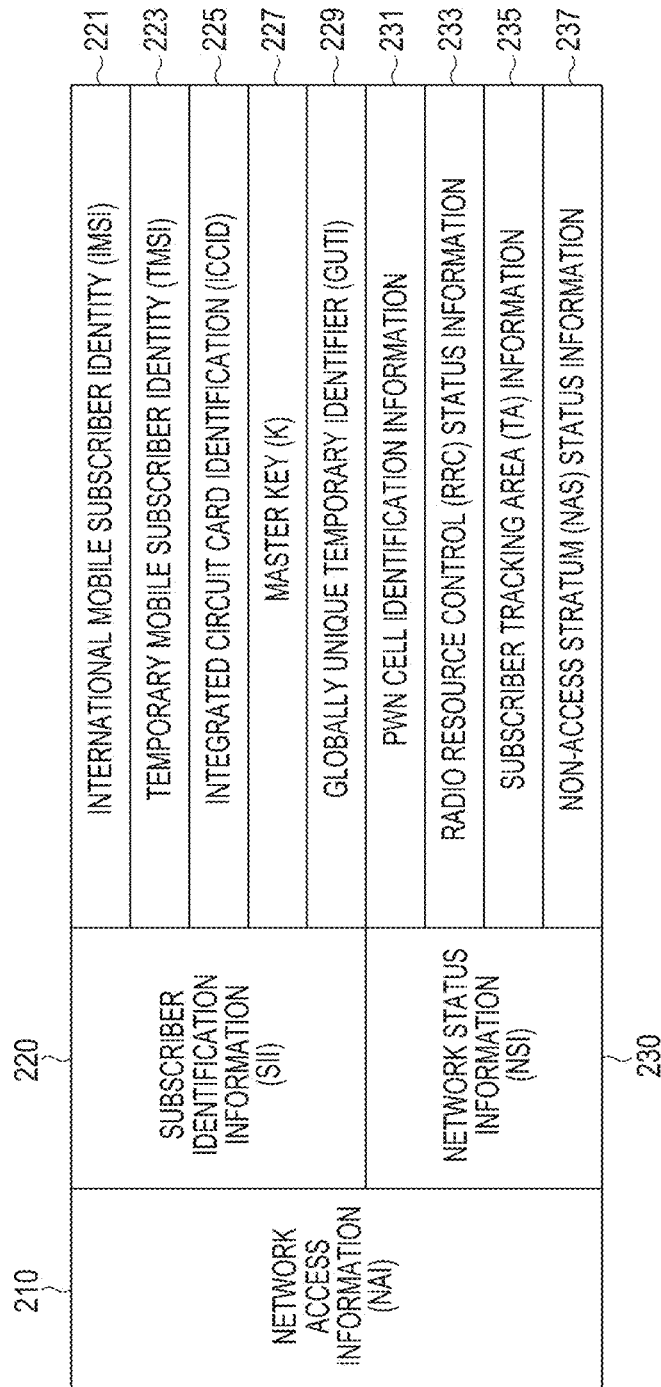 210
NETWORK
ACCESS
INFORMATION
(NAI)
220
SUBSCRIBER
IDENTIFICATION
INFORMATION
(SII)
INTERNATIONAL MOBILE SUBSCRIBER IDENTITY (IMSI)
221
TEMPORARY MOBILE SUBSCRIBER IDENTITY (TMSI)
223
INTEGRATED CIRCUIT CARD IDENTIFICATION (ICCID)
225
MASTER KEY (K)
227
GLOBALLY UNIQUE TEMPORARY IDENTIFIER (GUTI)
229
NETWORK STATUS
INFORMATION
(NSI)
230
PWN CELL IDENTIFICATION INFORMATION
231
RADIO RESOURCE CONTROL (RRC) STATUS INFORMATION
233
SUBSCRIBER TRACKING AREA (TA) INFORMATION
235
NON-ACCESS STRATUM (NAS) STATUS INFORMATION
237